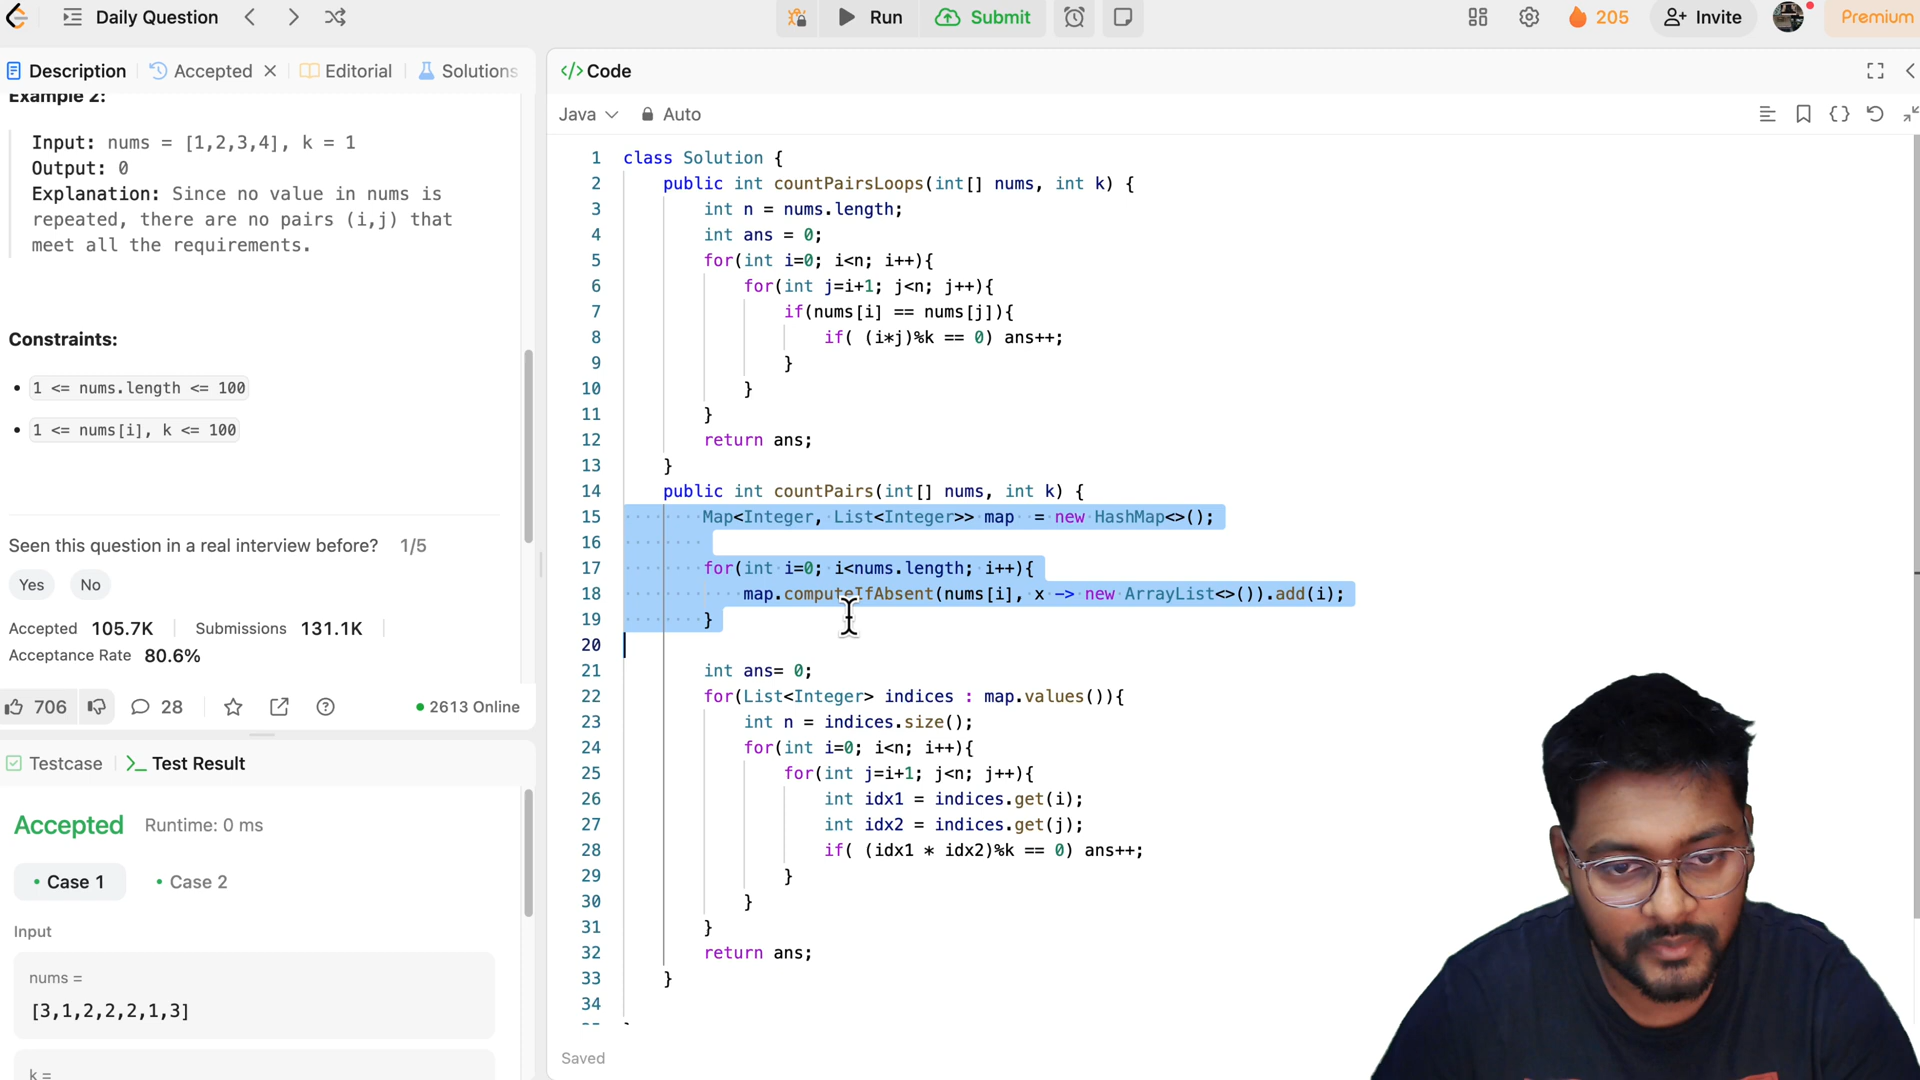 Daily Question
Run
Submit
205
Invite
Premium
Description
Accepted
Editorial
Solutions
Example 2:
Input: nums = [1,2,3,4], k = 1
Output: 0
Explanation: Since no value in nums is
repeated, there are no pairs (i,j) that
meet all the requirements.
Constraints:
1 <= nums.length <= 100
1 <= nums[i], k <= 100
Seen this question in a real interview before? 1/5
Yes No
Accepted 105.7K Submissions 131.1K
Acceptance Rate 80.6%
706 28 2613 Online
Testcase >_ Test Result
Accepted Runtime: 0 ms
• Case 1 • Case 2
Input
nums =
[3,1,2,2,2,1,3]
k =
</> Code
Java Auto
1 class Solution {
2 public int countPairsLoops(int[] nums, int k) {
3 int n = nums.length;
4 int ans = 0;
5 for(int i=0; i<n; i++){
6 for(int j=i+1; j<n; j++){
7 if(nums[i] == nums[j]){
8 if( (i*j)%k == 0) ans++;
9 }
10 }
11 }
12 return ans;
13 }
14 public int countPairs(int[] nums, int k) {
15 Map<Integer, List<Integer>> map  = new HashMap<>();
16
17 for(int i=0; i<nums.length; i++){
18 map.computeIfAbsent(nums[i], x -> new ArrayList<>()).add(i);
19 }
20
21 int ans= 0;
22 for(List<Integer> indices : map.values()){
23 int n = indices.size();
24 for(int i=0; i<n; i++){
25 for(int j=i+1; j<n; j++){
26 int idx1 = indices.get(i);
27 int idx2 = indices.get(j);
28 if( (idx1 * idx2)%k == 0) ans++;
29 }
30 }
31 }
32 return ans;
33 }
34
Saved